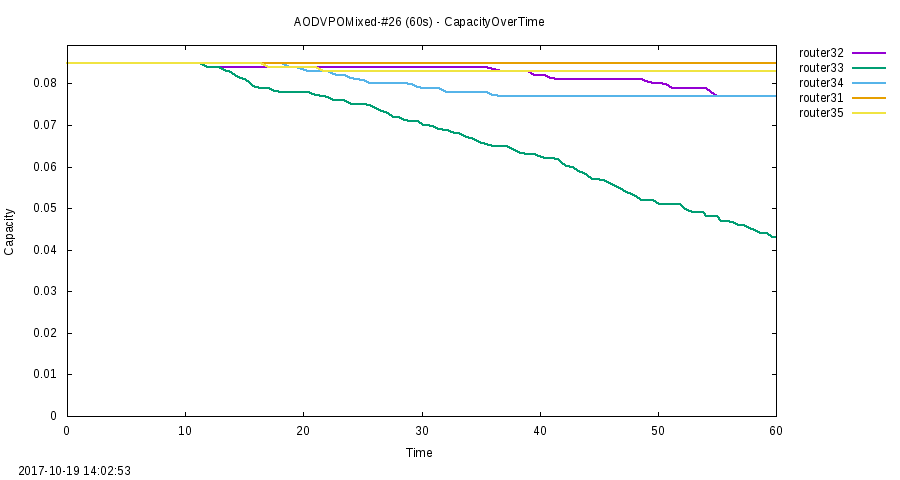 AODVPOMixed-#26 (60s) - CapacityOverTime
router32
router33
router34
router31
router35
0.08
0.07
0.06
0.05
0.04
0.03
0.02
0.01
0
Capacity
0 10 20 30 40 50 60
Time
2017-10-19 14:02:53